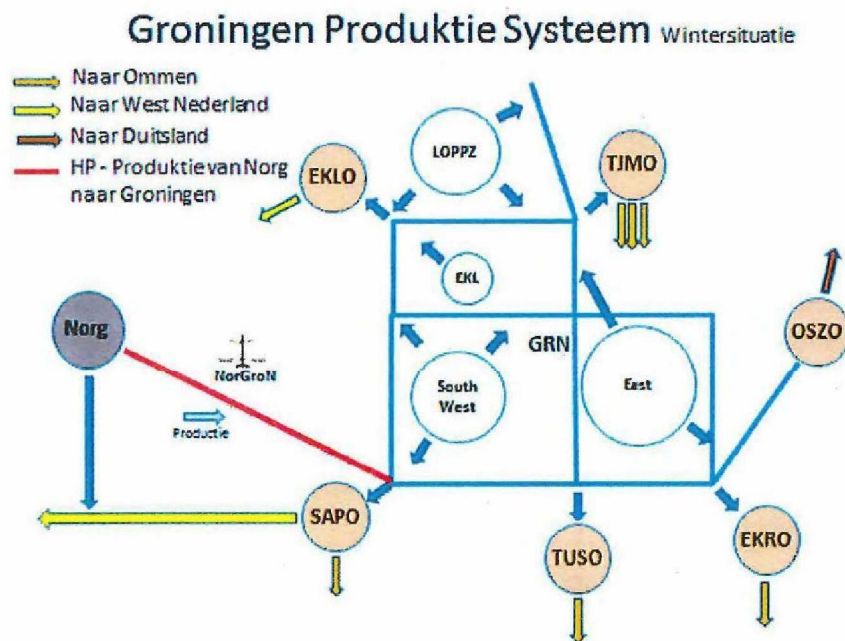 Groningen Produktie Systeem Wintersituatie
Naar Ommen
Naar West Nederland
Naar Duitsland
HP - Produktie van Norg
naar Groningen
LOPPZ
TJMO
EKLO
EKL
OSZO
Norg
GRN
NorGroN
South
West
East
Productie
SAPO
TUSO
EKRO